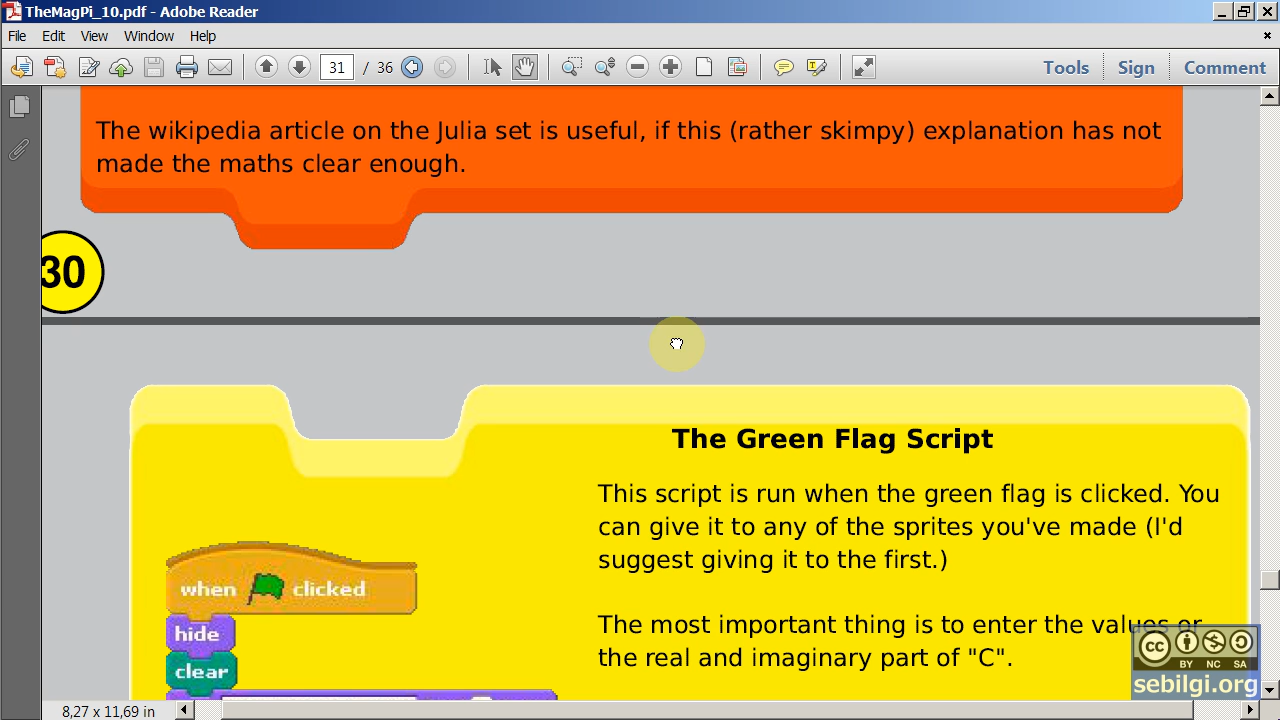 TheMagPi_10.pdf - Adobe Reader
File Edit View Window Help
31 / 36 Tools Sign Comment
The wikipedia article on the Julia set is useful, if this (rather skimpy) explanation has not
made the maths clear enough.
30
The Green Flag Script
This script is run when the green flag is clicked. You
can give it to any of the sprites you've made (I'd
suggest giving it to the first.)
when clicked
hide
clear
The most important thing is to enter the values or
the real and imaginary part of "C".
cc BY NC SA
sebilgi.org
8,27 x 11,69 in